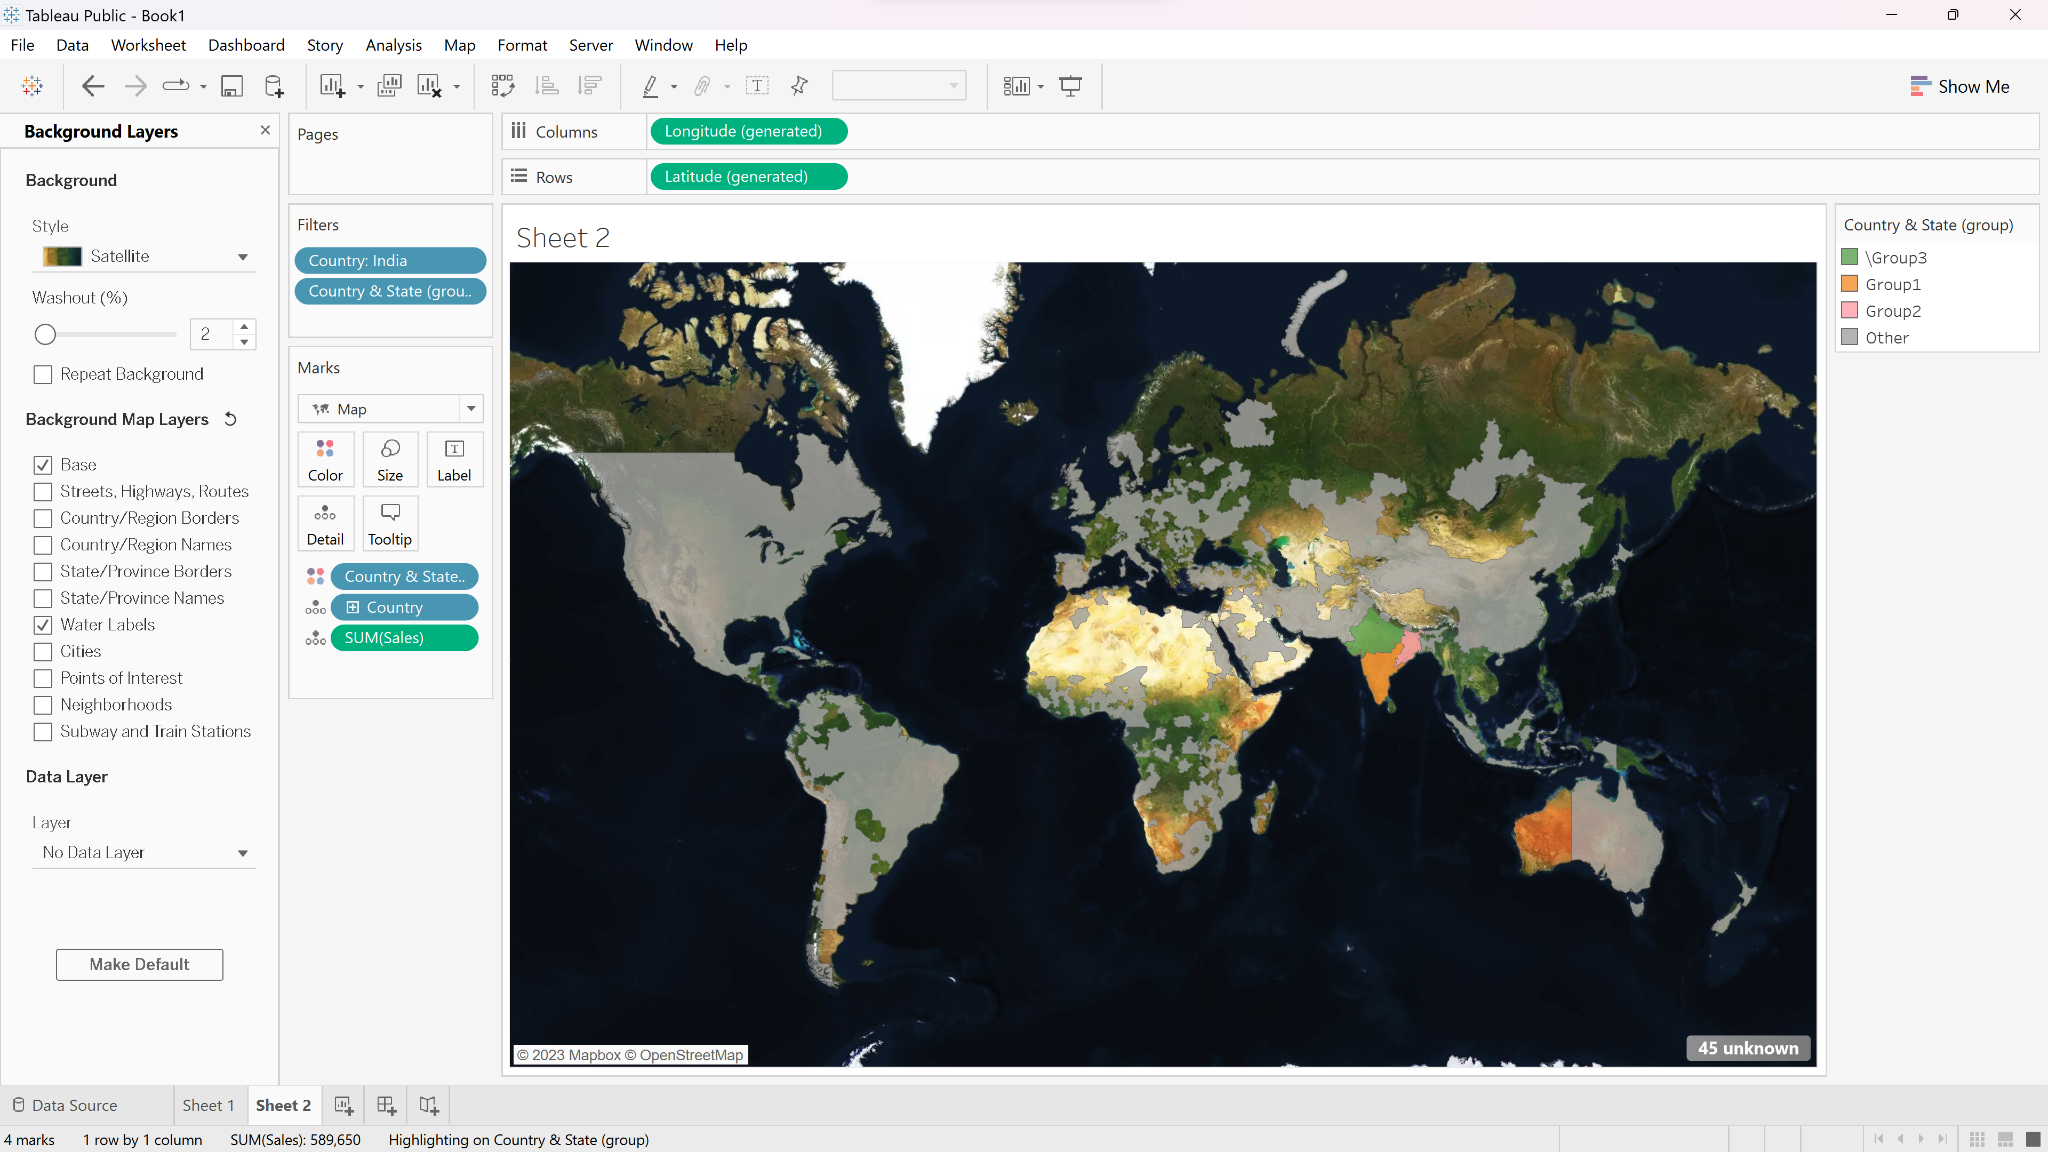 Tableau Public - Book1
File Data Worksheet Dashboard Story Analysis Map Format Server Window Help
Show Me
Background Layers
Background
Style
Satellite
Washout (%)
2
Repeat Background
Background Map Layers
Base
Streets, Highways, Routes
Country/Region Borders
Country/Region Names
State/Province Borders
State/Province Names
Water Labels
Cities
Points of Interest
Neighborhoods
Subway and Train Stations
Data Layer
Layer
No Data Layer
Make Default
Pages
Filters
Country: India
Country & State (grou..
Marks
Map
Color Size Label
T
Detail Tooltip
Country & State..
Country
SUM(Sales)
Columns Longitude (generated)
Rows Latitude (generated)
Sheet 2
© 2023 Mapbox © OpenStreetMap
45 unknown
Country & State (group)
\Group3
Group1
Group2
Other
Data Source Sheet 1 Sheet 2
4 marks 1 row by 1 column SUM(Sales): 589,650 Highlighting on Country & State (group)